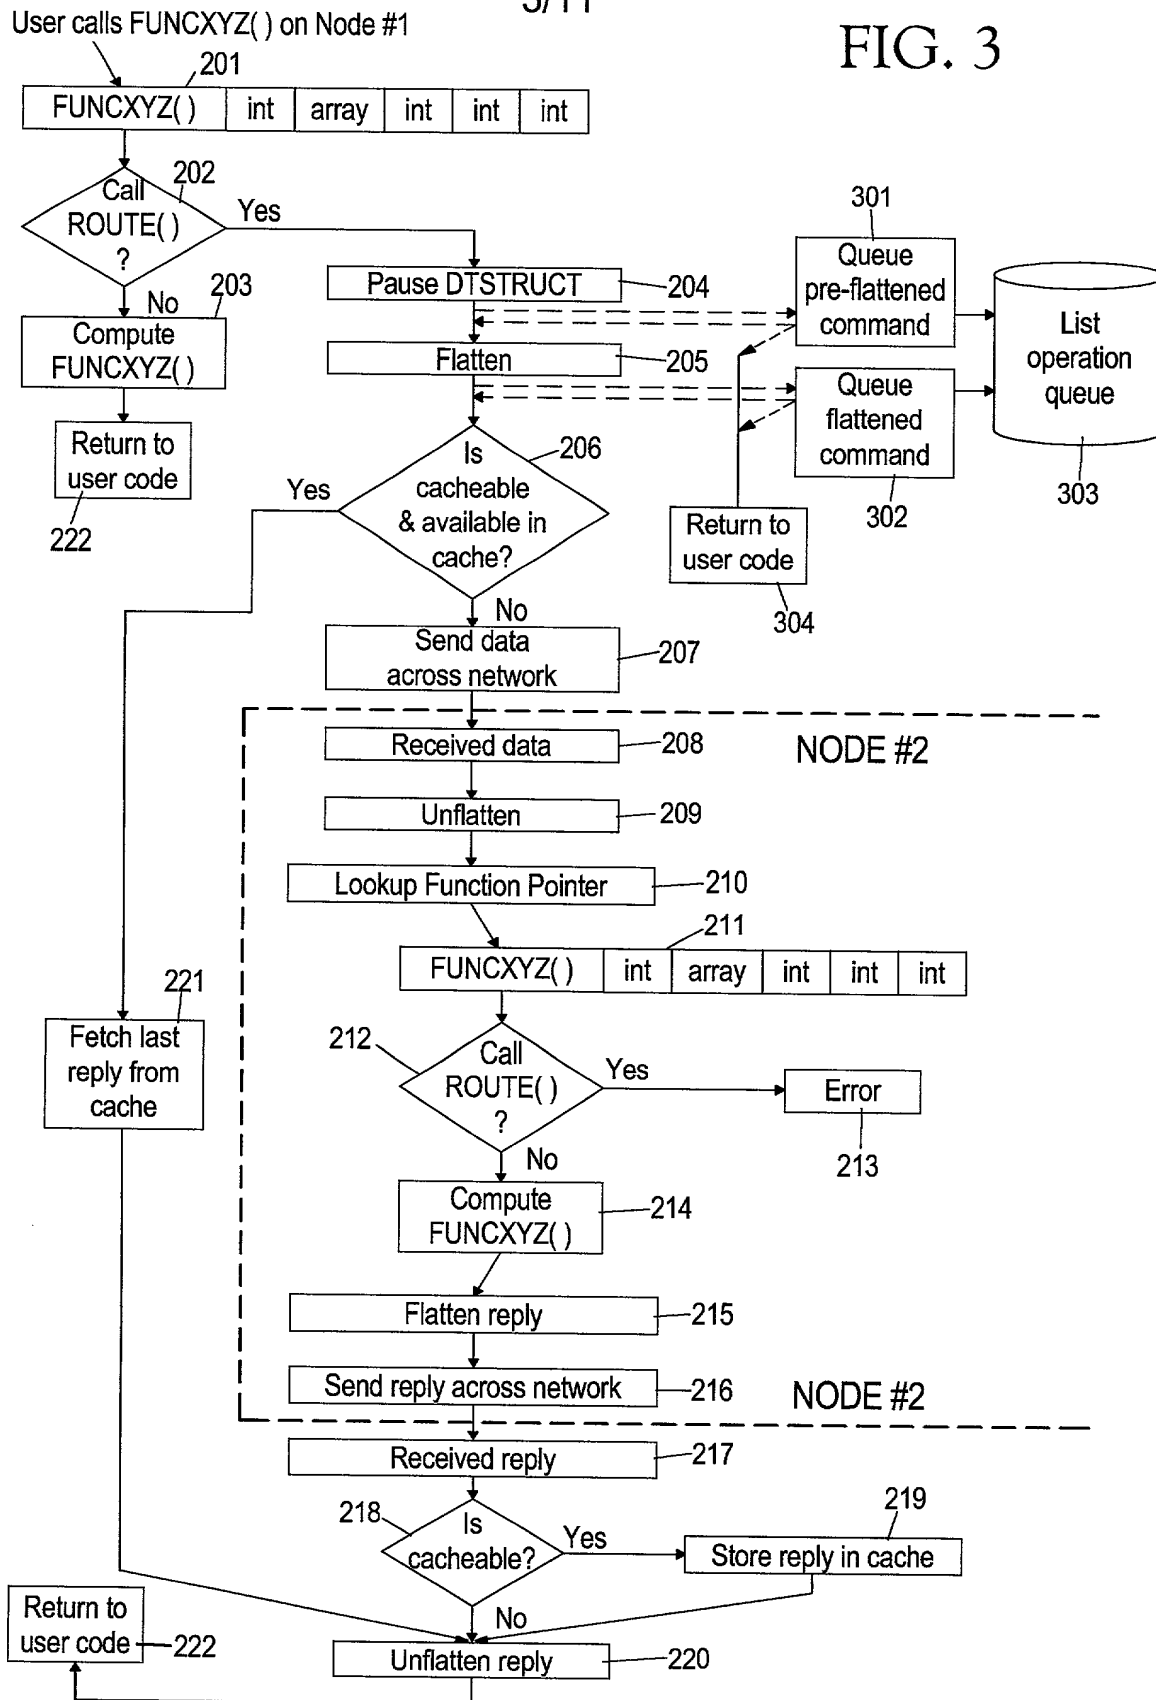 3/11
FIG. 3
User calls FUNCXYZ( ) on Node #1
201
FUNCXYZ( ) int array int int int
202
Call
ROUTE( )
?
Yes
No
203
Compute
FUNCXYZ( )
Return to
user code
222
Pause DTSTRUCT
204
Flatten
205
301
Queue
pre-flattened
command
Queue
flattened
command
302
List
operation
queue
303
Return to
user code
304
206
Is
cacheable
& available in
cache?
Yes
No
Send data
across network
207
NODE #2
Received data
208
Unflatten
209
Lookup Function Pointer
210
211
FUNCXYZ( ) int array int int int
212
Call
ROUTE( )
?
Yes
Error
213
No
Compute
FUNCXYZ( )
214
Flatten reply
215
Send reply across network
216
NODE #2
221
Fetch last
reply from
cache
Received reply
217
218
Is
cacheable?
Yes
219
Store reply in cache
No
Unflatten reply
220
Return to
user code
222